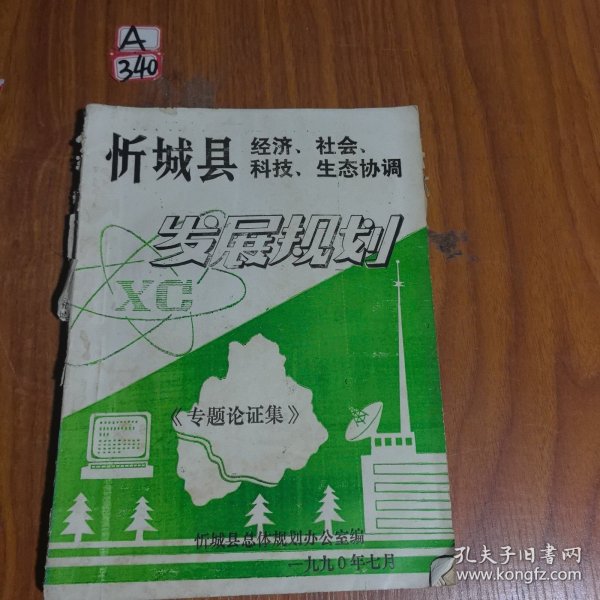 A
340
忻城县 经济、社会、
科技、生态协调
发展规划
XC
《专题论证集》
忻城县总体规划办公室编
一九九0年七月
孔夫子旧书网
www.kongfz.com